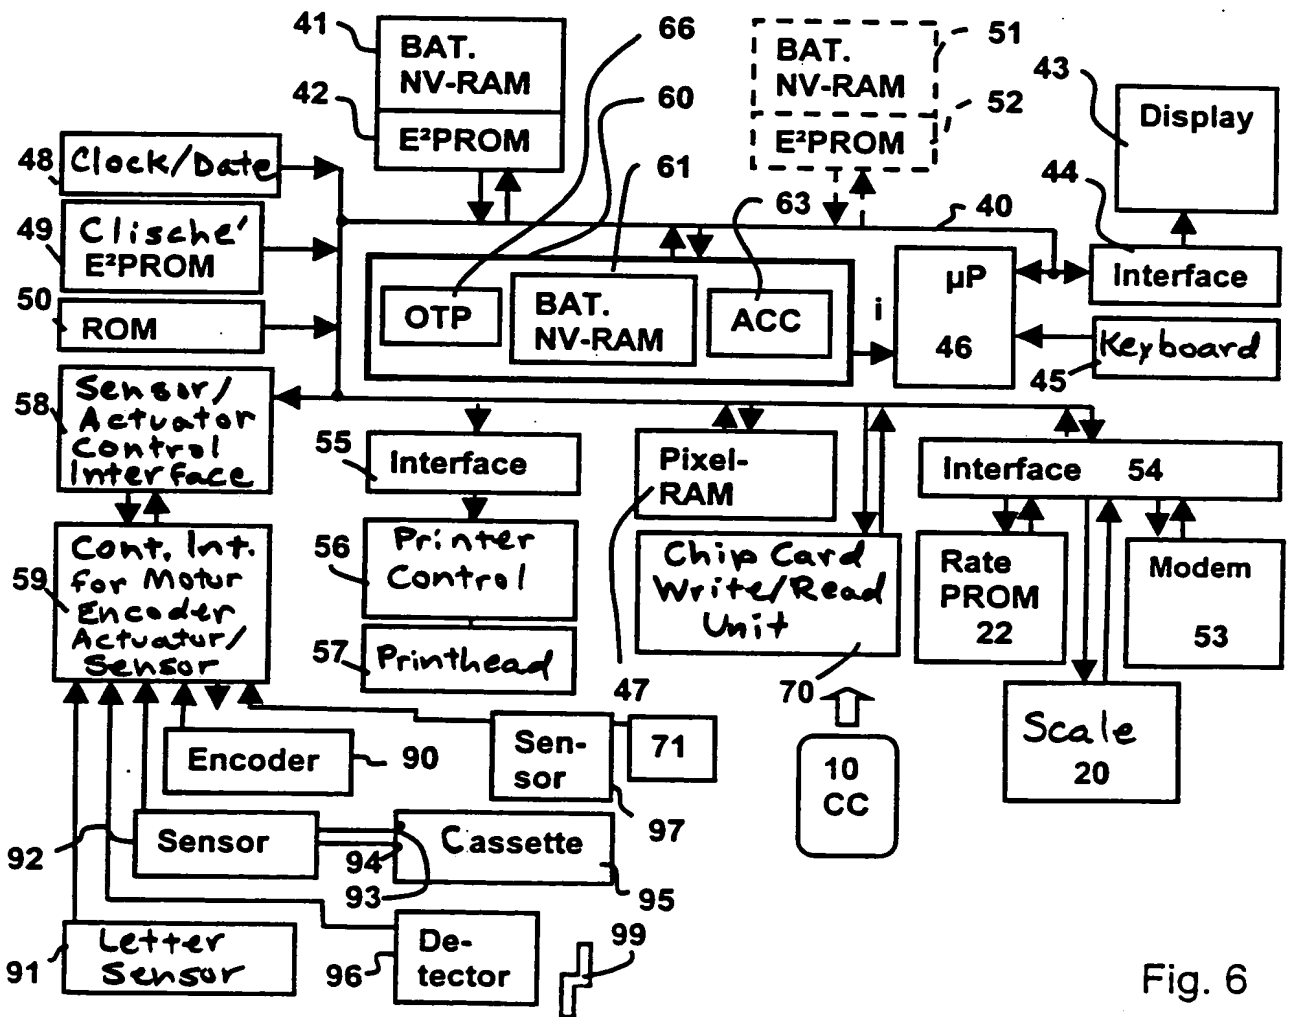 41
BAT.
NV-RAM
42
E²PROM
66
60
61
63
BAT.
NV-RAM
51
E²PROM
52
43
Display
44
Interface
40
48
Clock/Date
49
Clische´
E²PROM
50
ROM
OTP
BAT.
NV-RAM
ACC
i
µP
46
Keyboard
45
58
Sensor/
Actuator
Control
Interface
55
Interface
Pixel-
RAM
Interface 54
59
Cont. Int.
for Motur
Encoder
Actuatur/
Sensor
56
Printer
Control
57
Printhead
47
Chip Card
Write/Read
Unit
70
Rate
PROM
22
Modem
53
Scale
20
Encoder
90
Sen-
sor
97
71
10
CC
92
Sensor
94
93
Cassette
95
91
Letter
Sensor
96
De-
tector
99
Fig. 6